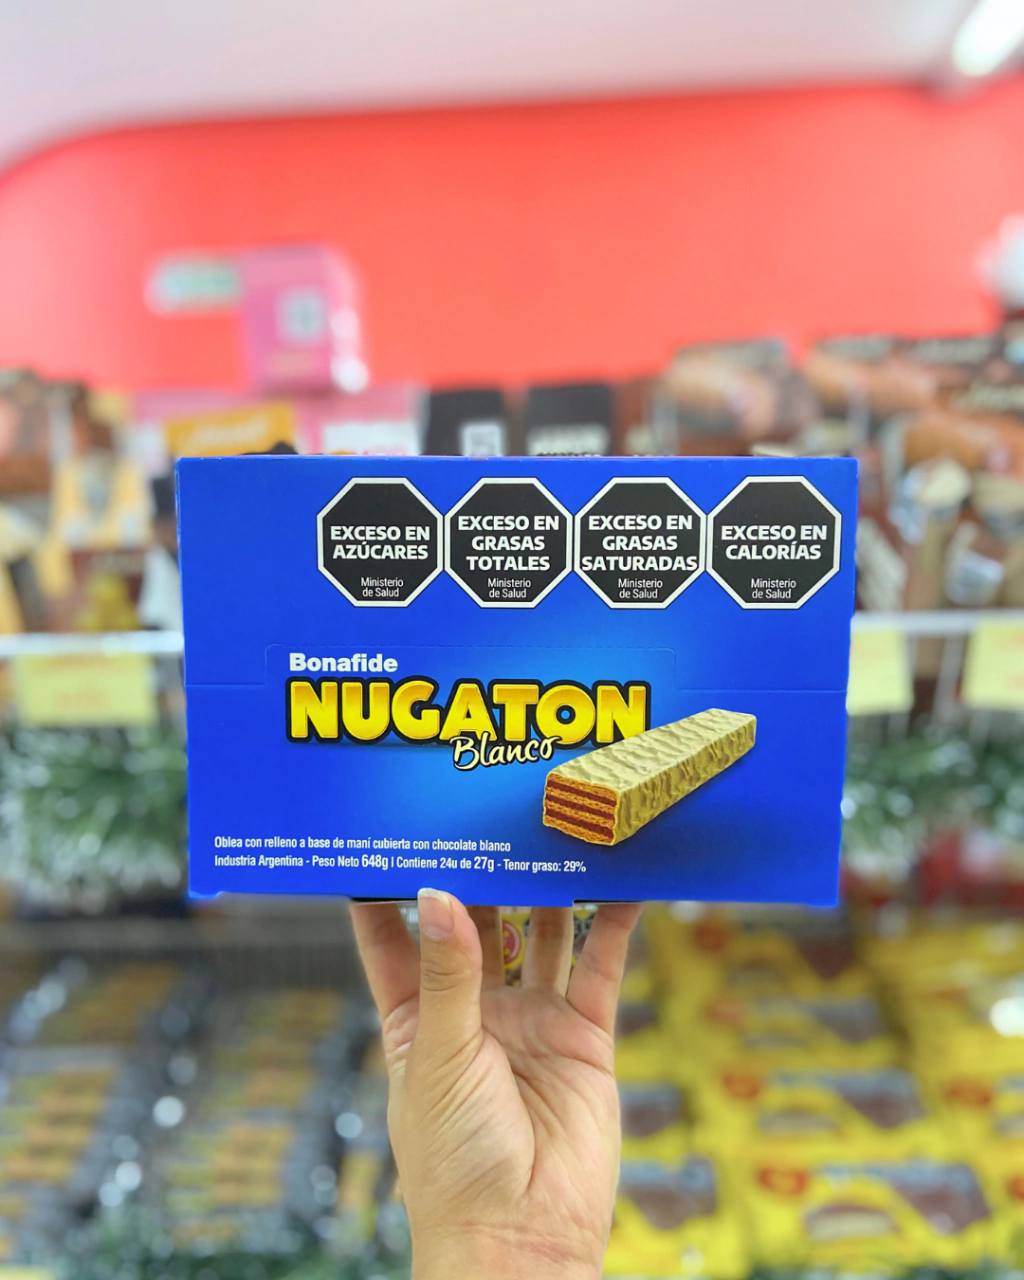 EXCESO EN
AZÚCARES
Ministerio
de Salud
EXCESO EN
GRASAS
TOTALES
Ministerio
de Salud
EXCESO EN
GRASAS
SATURADAS
Ministerio
de Salud
EXCESO EN
CALORÍAS
Ministerio
de Salud
Bonafide
NUGATON
Blanco
Oblea con relleno a base de maní cubierta con chocolate blanco
Industria Argentina - Peso Neto 648g | Contiene 24u de 27g - Tenor graso: 29%